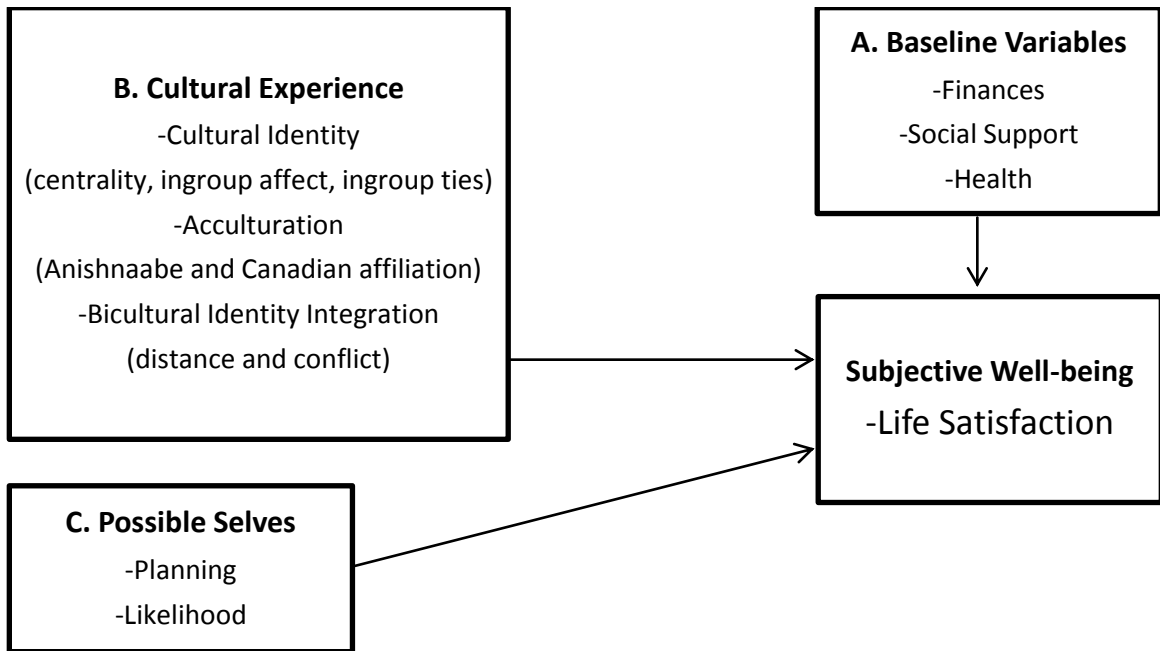 B. Cultural Experience
-Cultural Identity
(centrality, ingroup affect, ingroup ties)
-Acculturation
(Anishnaabe and Canadian affiliation)
-Bicultural Identity Integration
(distance and conflict)
A. Baseline Variables
-Finances
-Social Support
-Health
Subjective Well-being
-Life Satisfaction
C. Possible Selves
-Planning
-Likelihood